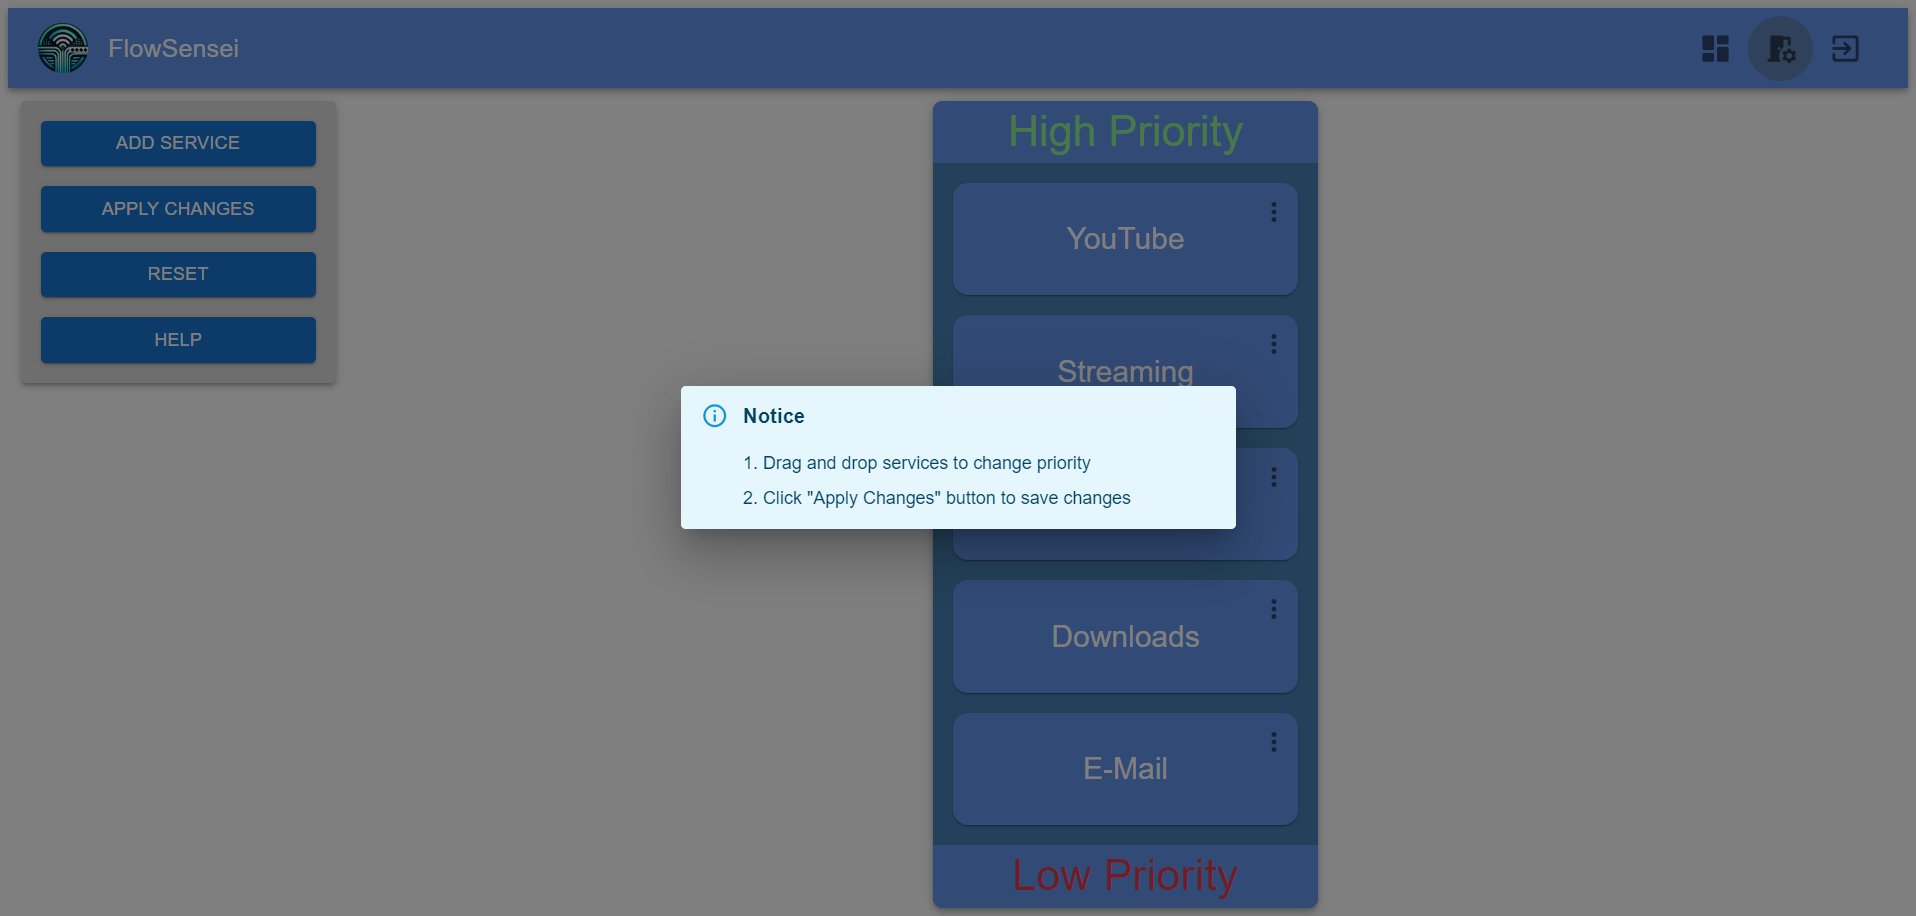 FlowSensei
ADD SERVICE
APPLY CHANGES
RESET
HELP
High Priority
YouTube
Streaming
Notice
1. Drag and drop services to change priority
2. Click "Apply Changes" button to save changes
Downloads
E-Mail
Low Priority